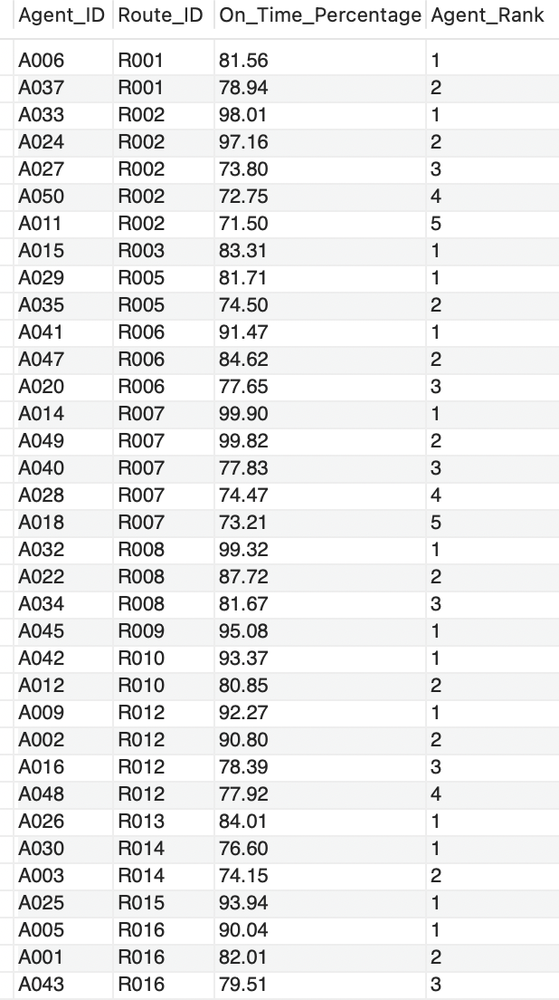 Agent_ID Route_ID On_Time_Percentage Agent_Rank
A006 R001 81.56 1
A037 R001 78.94 2
A033 R002 98.01 1
A024 R002 97.16 2
A027 R002 73.80 3
A050 R002 72.75 4
A011 R002 71.50 5
A015 R003 83.31 1
A029 R005 81.71 1
A035 R005 74.50 2
A041 R006 91.47 1
A047 R006 84.62 2
A020 R006 77.65 3
A014 R007 99.90 1
A049 R007 99.82 2
A040 R007 77.83 3
A028 R007 74.47 4
A018 R007 73.21 5
A032 R008 99.32 1
A022 R008 87.72 2
A034 R008 81.67 3
A045 R009 95.08 1
A042 R010 93.37 1
A012 R010 80.85 2
A009 R012 92.27 1
A002 R012 90.80 2
A016 R012 78.39 3
A048 R012 77.92 4
A026 R013 84.01 1
A030 R014 76.60 1
A003 R014 74.15 2
A025 R015 93.94 1
A005 R016 90.04 1
A001 R016 82.01 2
A043 R016 79.51 3